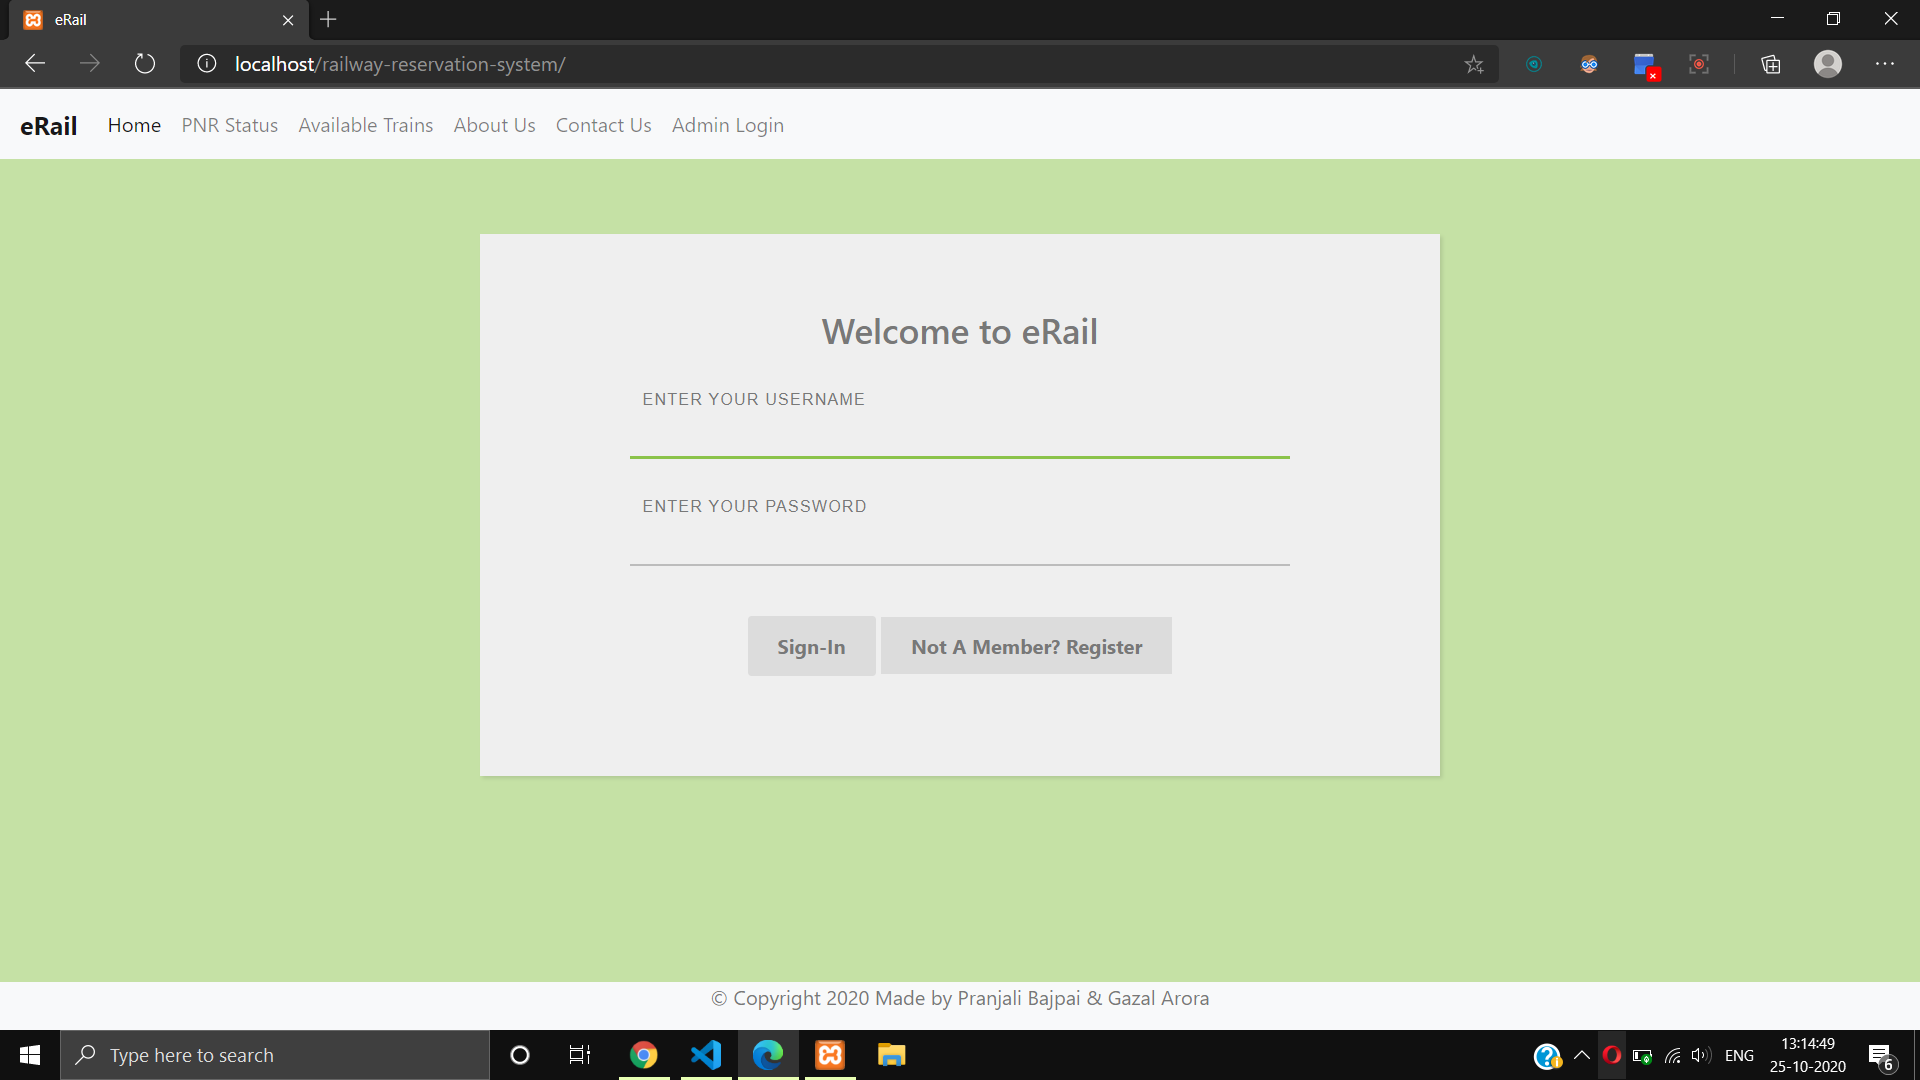 eRail
localhost/railway-reservation-system/
eRail Home PNR Status Available Trains About Us Contact Us Admin Login
Welcome to eRail
ENTER YOUR USERNAME
ENTER YOUR PASSWORD
Sign-In Not A Member? Register
© Copyright 2020 Made by Pranjali Bajpai & Gazal Arora
Type here to search
ENG
13:14:49
25-10-2020
6